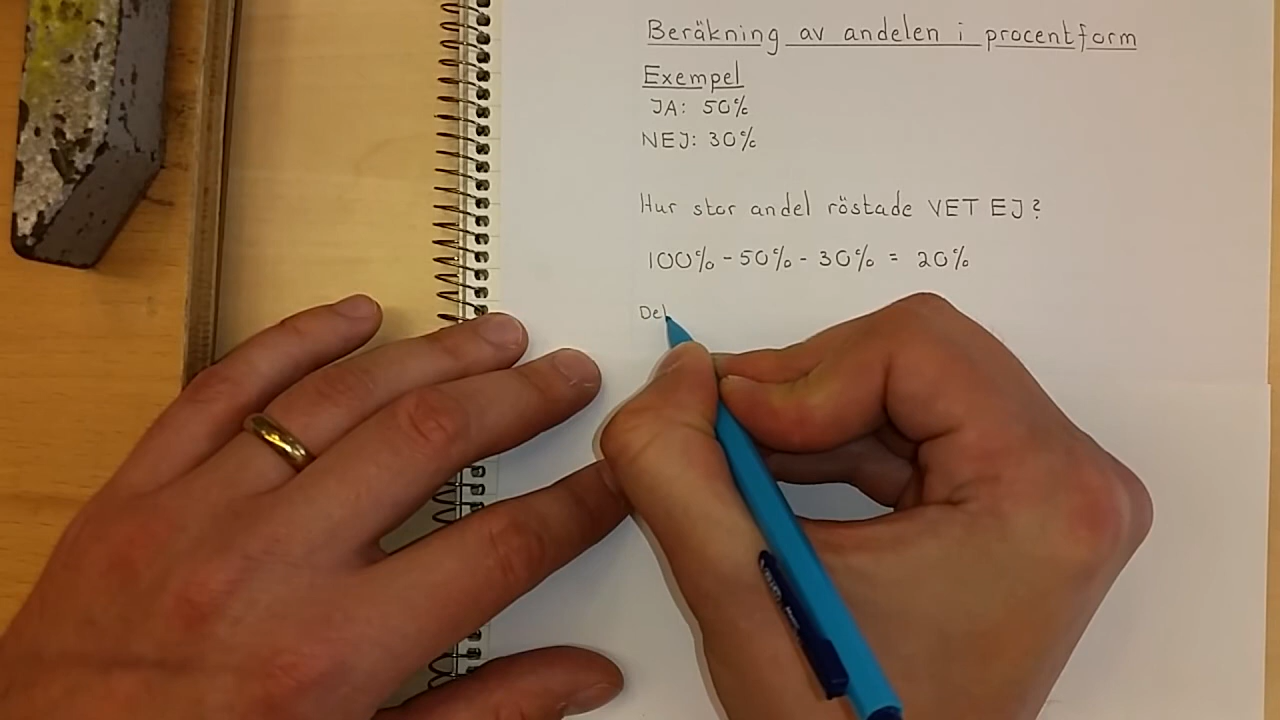 Beräkning av andelen i procentform
Exempel
JA: 50%
NEJ: 30%
Hur stor andel röstade VET EJ?
100% - 50% - 30% = 20%
Del